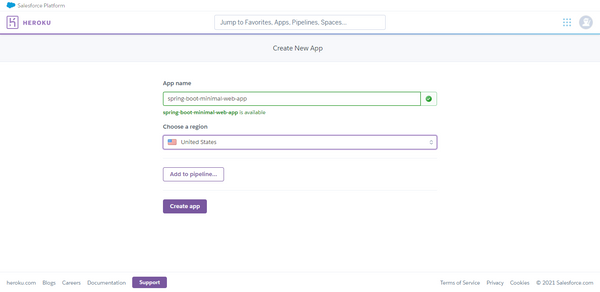 Salesforce Platform
HEROKU
Jump to Favorites, Apps, Pipelines, Spaces...
Create New App
App name
spring-boot-minimal-web-app
spring-boot-minimal-web-app is available
Choose a region
United States
Add to pipeline...
Create app
heroku.com Blogs Careers Documentation Support Terms of Service Privacy Cookies © 2021 Salesforce.com